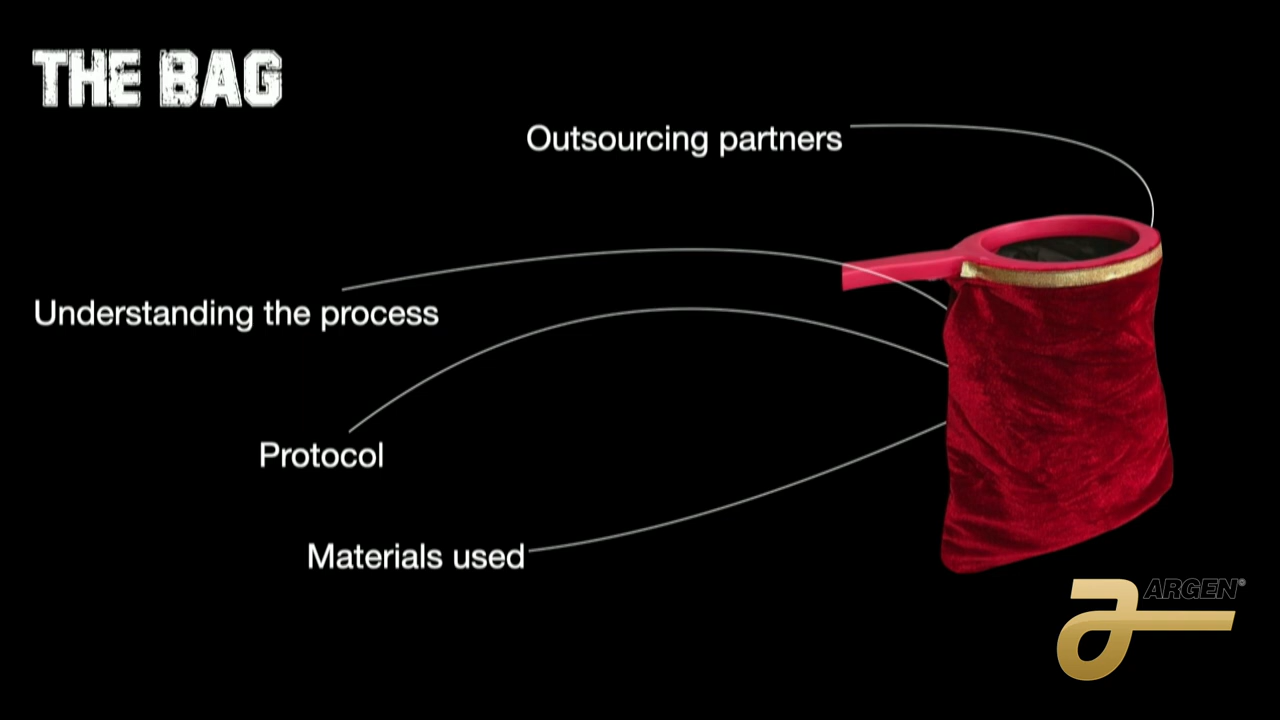 THE BAG
Outsourcing partners
Understanding the process
Protocol
Materials used
ARGEN®